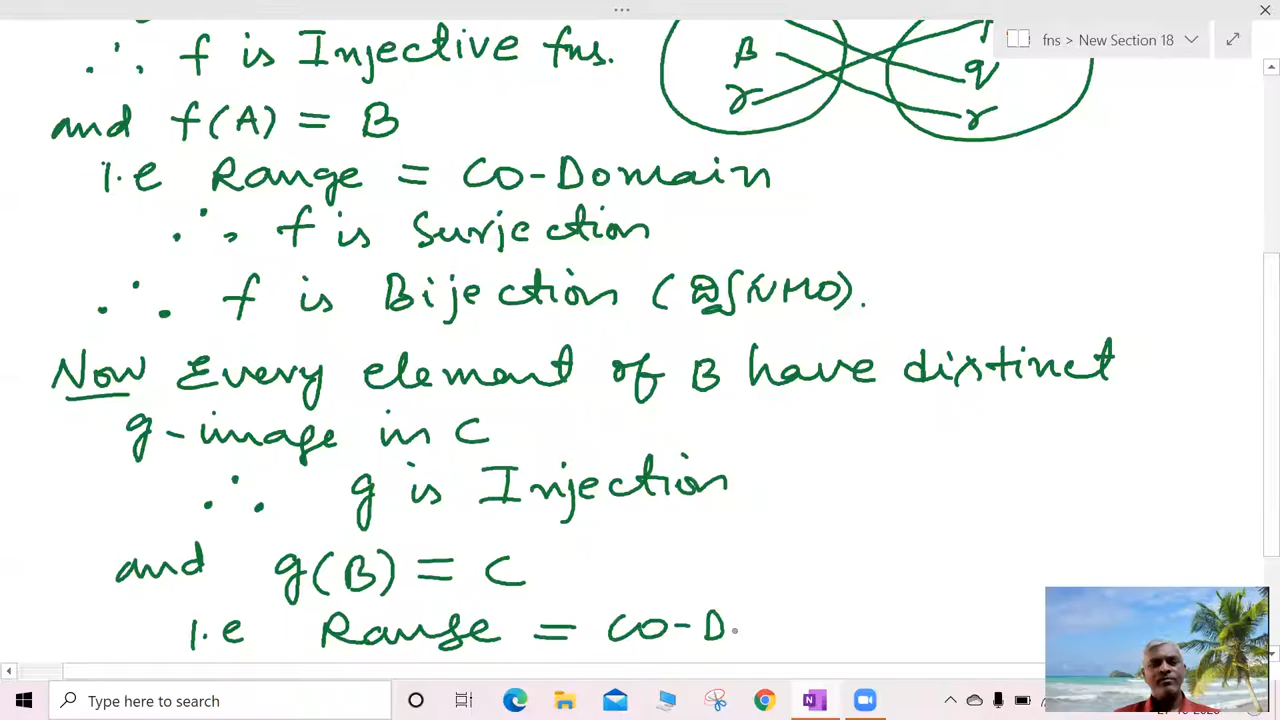 fns > New Section 18
∴ f is Injective fns.
β
γ
q
r
and f(A) = B
i.e Range = Co-Domain
∴ f is Surjection
∴ f is Bijection
Now Every element of B have distinct
g-image in C
∴ g is Injection
and g(B) = C
i.e Range = Co-D
Type here to search